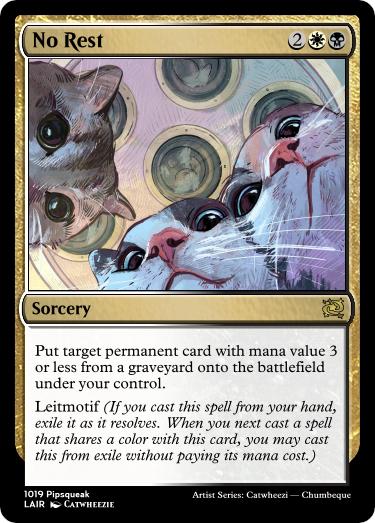 No Rest
2
Sorcery
Put target permanent card with mana value 3
or less from a graveyard onto the battlefield
under your control.
Leitmotif (If you cast this spell from your hand,
exile it as it resolves. When you next cast a spell
that shares a color with this card, you may cast
this from exile without paying its mana cost.)
1019 Pipsqueak
LAIR Catwheezie
Artist Series: Catwheezi — Chumbeque